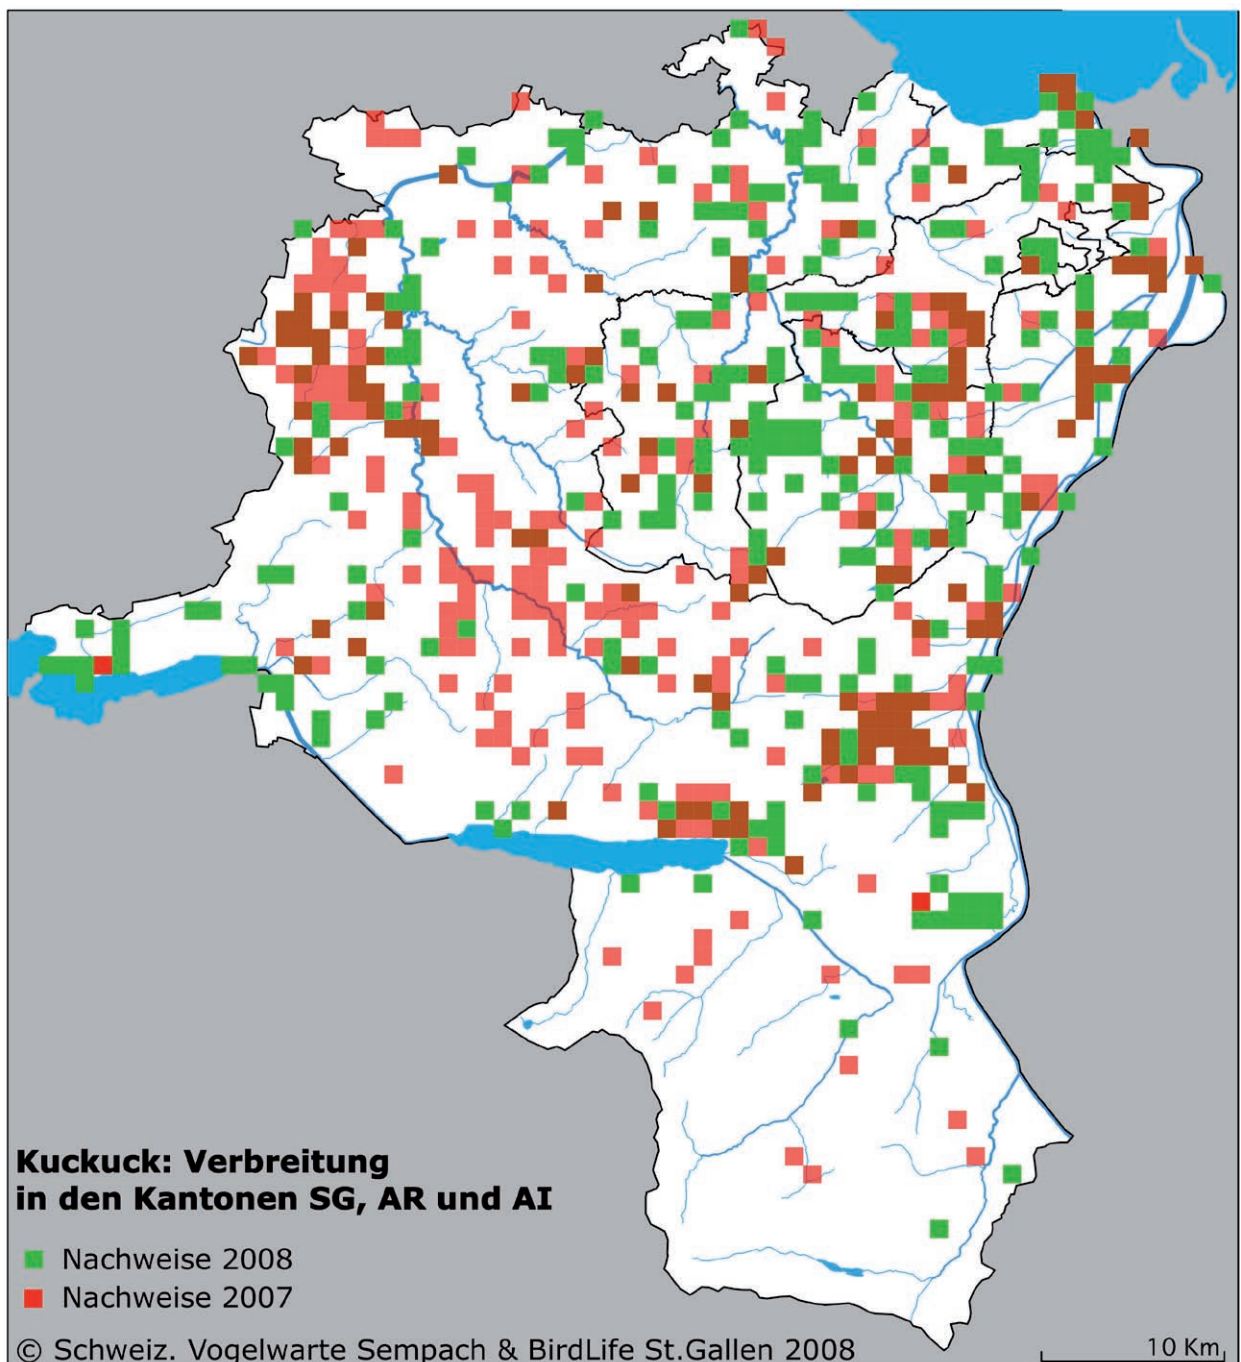 Kuckuck: Verbreitung
in den Kantonen SG, AR und AI
Nachweise 2008
Nachweise 2007
© Schweiz. Vogelwarte Sempach & BirdLife St.Gallen 2008
10 Km